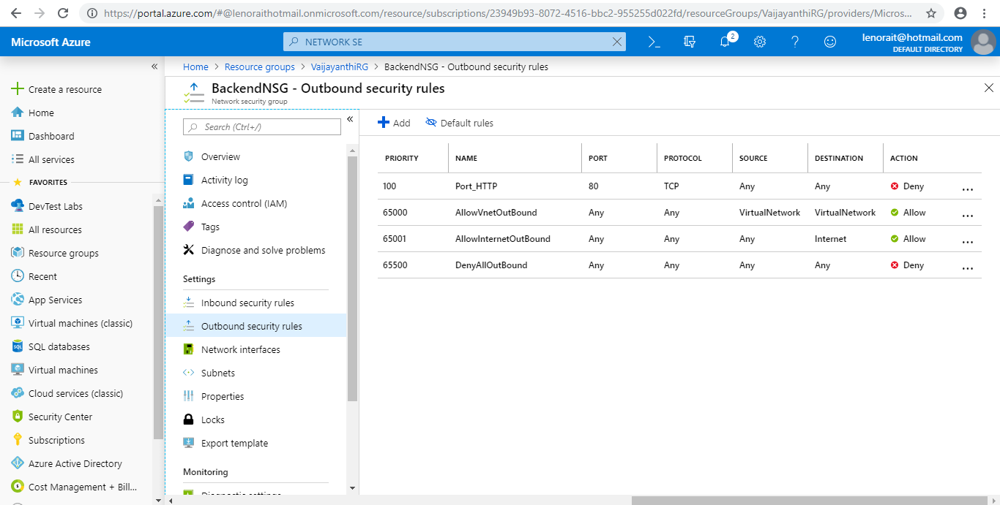 https://portal.azure.com/#@lenoraithotmail.onmicrosoft.com/resource/subscriptions/23949b93-8072-4516-bbc2-955255d022fd/resourceGroups/VaijayanthiRG/providers/Micros...
Microsoft Azure
NETWORK SE
2
lenorait@hotmail.com
DEFAULT DIRECTORY
Home > Resource groups > VaijayanthiRG > BackendNSG - Outbound security rules
BackendNSG - Outbound security rules
Network security group
Create a resource
Home
Dashboard
All services
FAVORITES
DevTest Labs
All resources
Resource groups
Recent
App Services
Virtual machines (classic)
SQL databases
Virtual machines
Cloud services (classic)
Security Center
Subscriptions
Azure Active Directory
Cost Management + Bill...
Search (Ctrl+/)
Overview
Activity log
Access control (IAM)
Tags
Diagnose and solve problems
Settings
Inbound security rules
Outbound security rules
Network interfaces
Subnets
Properties
Locks
Export template
Monitoring
Diagnostic settings
Add Default rules
PRIORITY NAME PORT PROTOCOL SOURCE DESTINATION ACTION
100 Port_HTTP 80 TCP Any Any Deny ...
65000 AllowVnetOutBound Any Any VirtualNetwork VirtualNetwork Allow ...
65001 AllowInternetOutBound Any Any Any Internet Allow ...
65500 DenyAllOutBound Any Any Any Any Deny ...